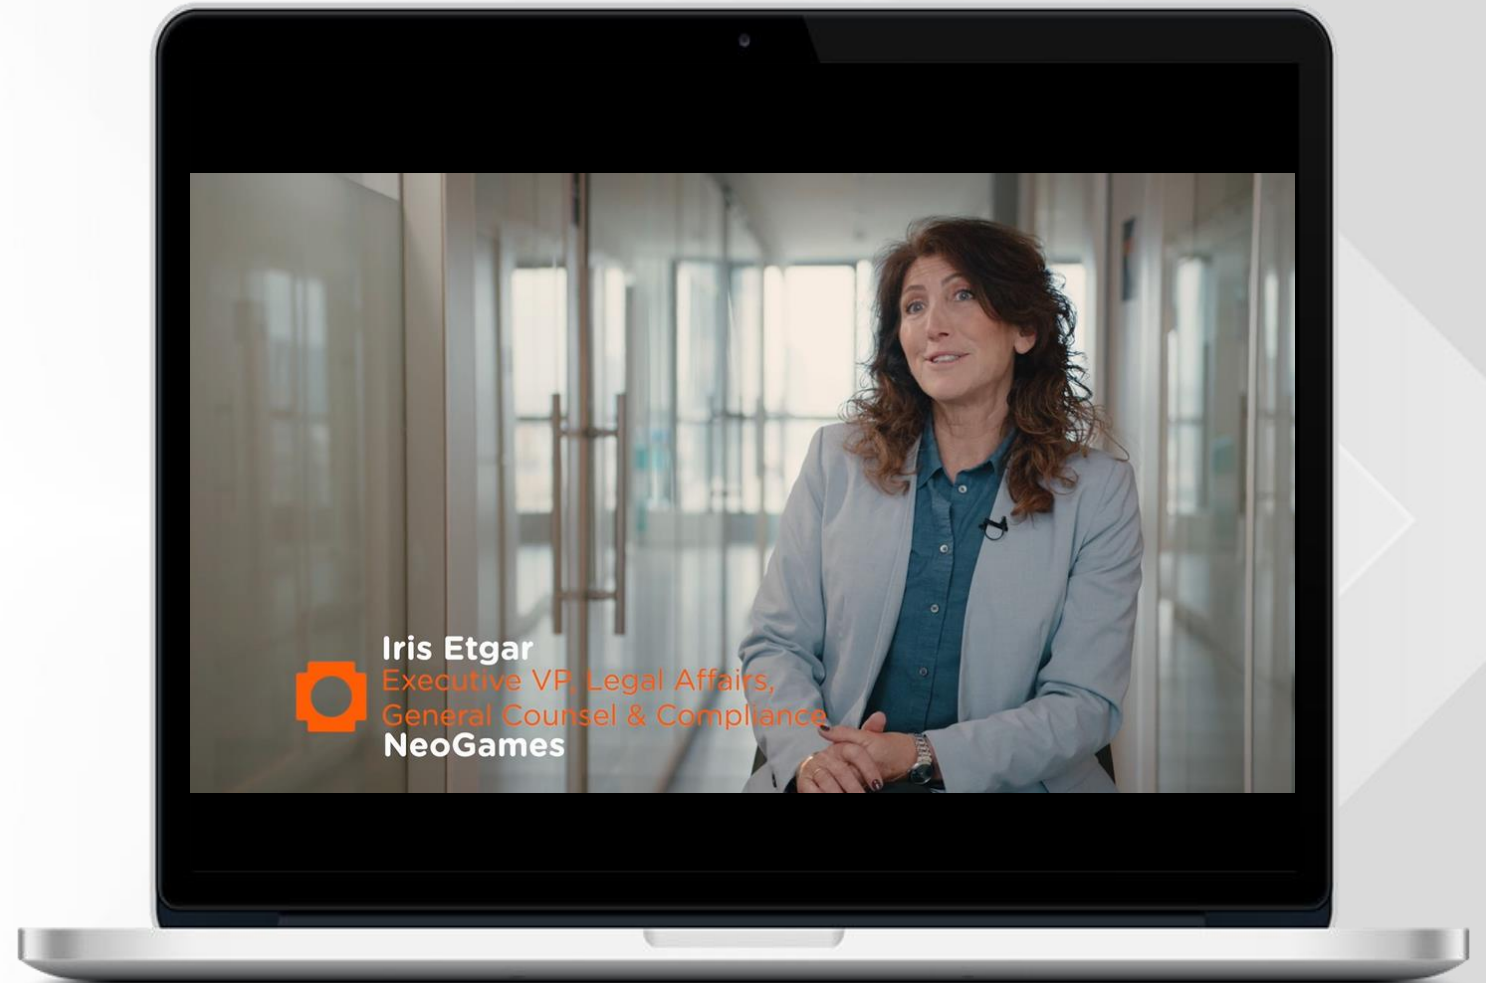 Iris Etgar
Executive VP, Legal Affairs,
General Counsel & Compliance
NeoGames